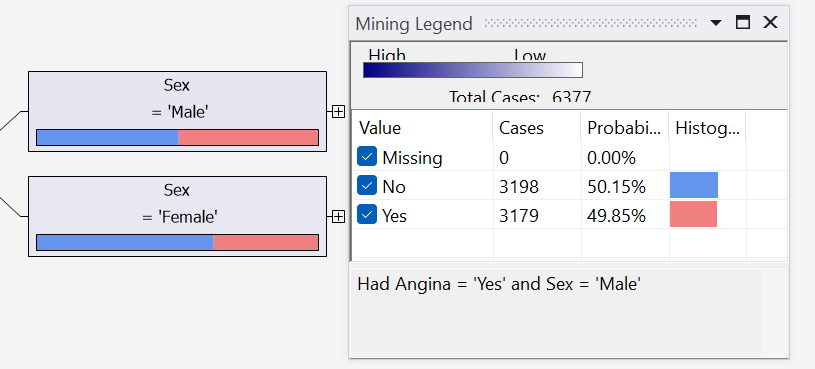 Sex
= 'Male'
Sex
= 'Female'
Mining Legend
High Low
Total Cases: 6377
Value Cases Probabi... Histog...
Missing 0 0.00%
No 3198 50.15%
Yes 3179 49.85%
Had Angina = 'Yes' and Sex = 'Male'